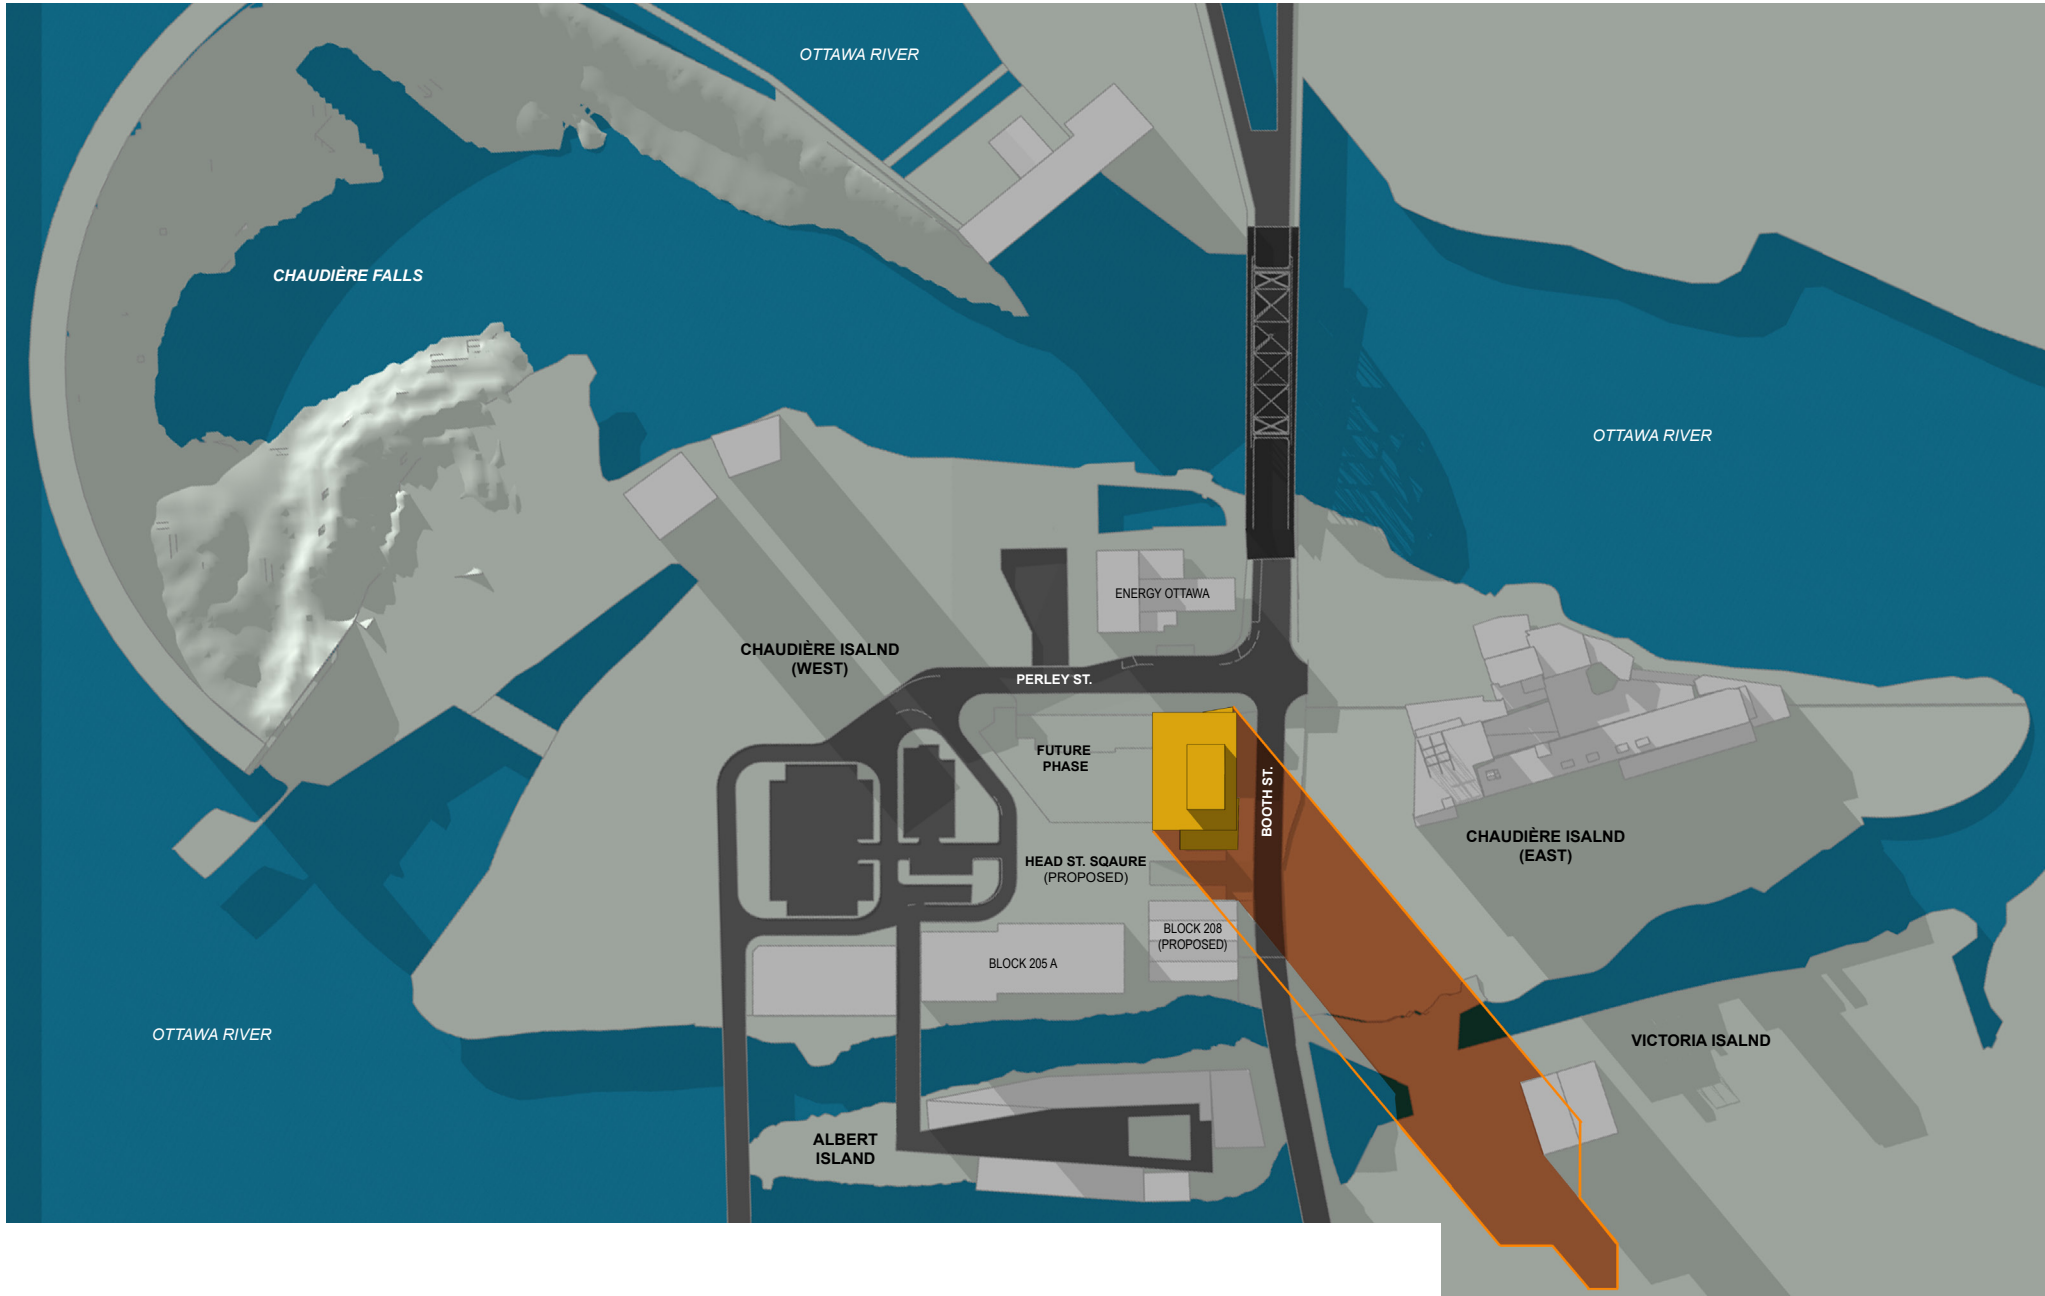 OTTAWA RIVER
CHAUDIÈRE FALLS
OTTAWA RIVER
ENERGY OTTAWA
CHAUDIÈRE ISALND
(WEST)
PERLEY ST.
FUTURE
PHASE
BOOTH ST.
CHAUDIÈRE ISALND
(EAST)
HEAD ST. SQAURE
(PROPOSED)
BLOCK 208
(PROPOSED)
BLOCK 205 A
OTTAWA RIVER
VICTORIA ISALND
ALBERT
ISLAND